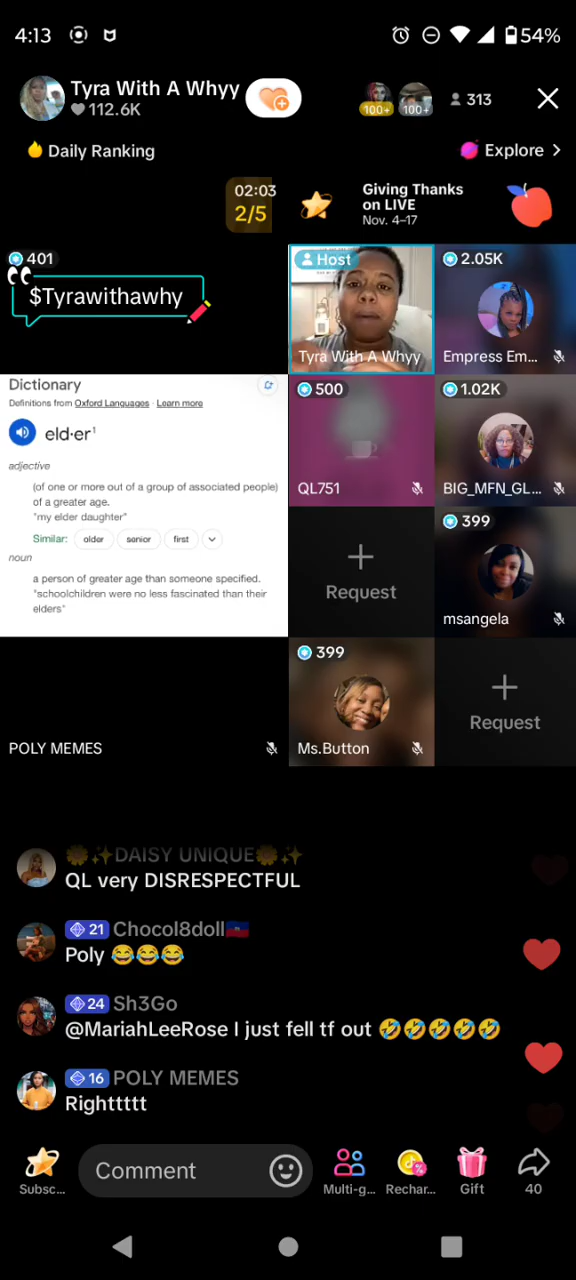 4:13
54%
Tyra With A Whyy
112.6K
100+
100+
313
Daily Ranking
Explore >
02:03
2/5
Giving Thanks
on LIVE
Nov. 4–17
401
$Tyrawithawhy
Host
Tyra With A Whyy
2.05K
Empress Em...
Dictionary
Definitions from Oxford Languages · Learn more
eld·er¹
adjective
(of one or more out of a group of associated people)
of a greater age.
"my elder daughter"
Similar: older senior first
noun
a person of greater age than someone specified.
"schoolchildren were no less fascinated than their
elders"
500
QL751
1.02K
BIG_MFN_GL...
Request
399
msangela
POLY MEMES
399
Ms.Button
Request
🌼✨DAISY UNIQUE🌼✨
QL very DISRESPECTFUL
21 Chocol8doll🇭🇹
Poly 😂😂😂
24 Sh3Go
@MariahLeeRose I just fell tf out 🤣🤣🤣🤣🤣
16 POLY MEMES
Righttttt
Subsc...
Comment
Multi-g...
Rechar...
Gift
40